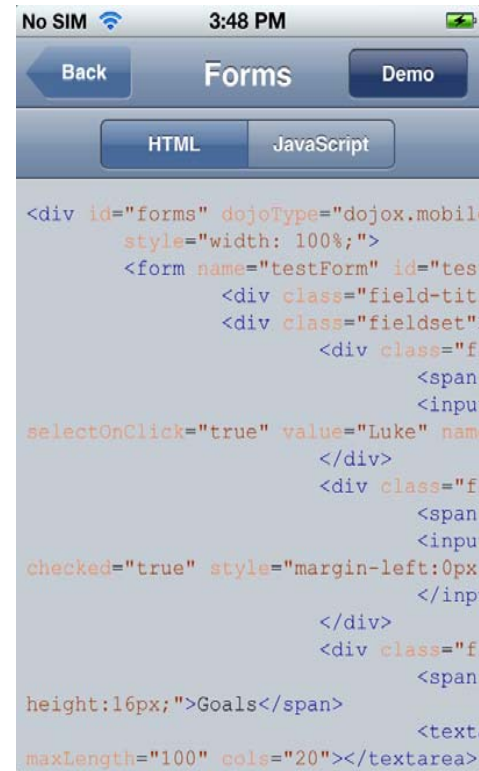 No SIM 3:48 PM
Back Forms Demo
HTML JavaScript
<div id="forms" dojoType="dojox.mobil
style="width: 100%;">
<form name="testForm" id="tes
<div class="field-tit
<div class="fieldset"
<div class="f
<span
<inpu
selectOnClick="true" value="Luke" nam
</div>
<div class="f
<span
<inpu
checked="true" style="margin-left:0px
</inp
</div>
<div class="f
<span
height:16px;">Goals</span>
<texta
maxLength="100" cols="20"></textarea>